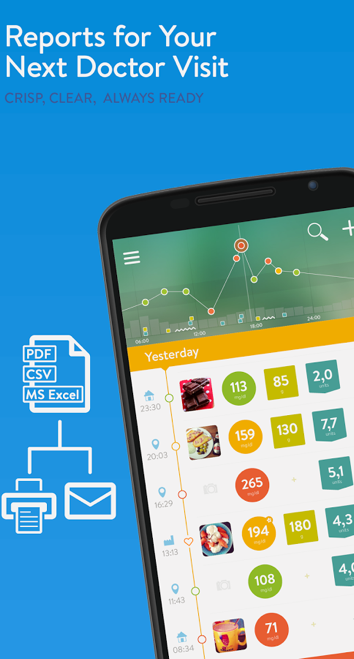 Reports for Your
Next Doctor Visit
CRISP, CLEAR, ALWAYS READY
06:00 12:00 18:00 24:00
Yesterday
PDF
CSV
MS Excel
23:30 113 mg/dl 85 g 2,0 units
20:03 159 mg/dl 130 g 7,7 units
16:29 265 mg/dl 5,1 units
13:13 194 mg/dl 180 g 4,3 units
11:43 108 mg/dl 4,0
08:34 71 mg/dl